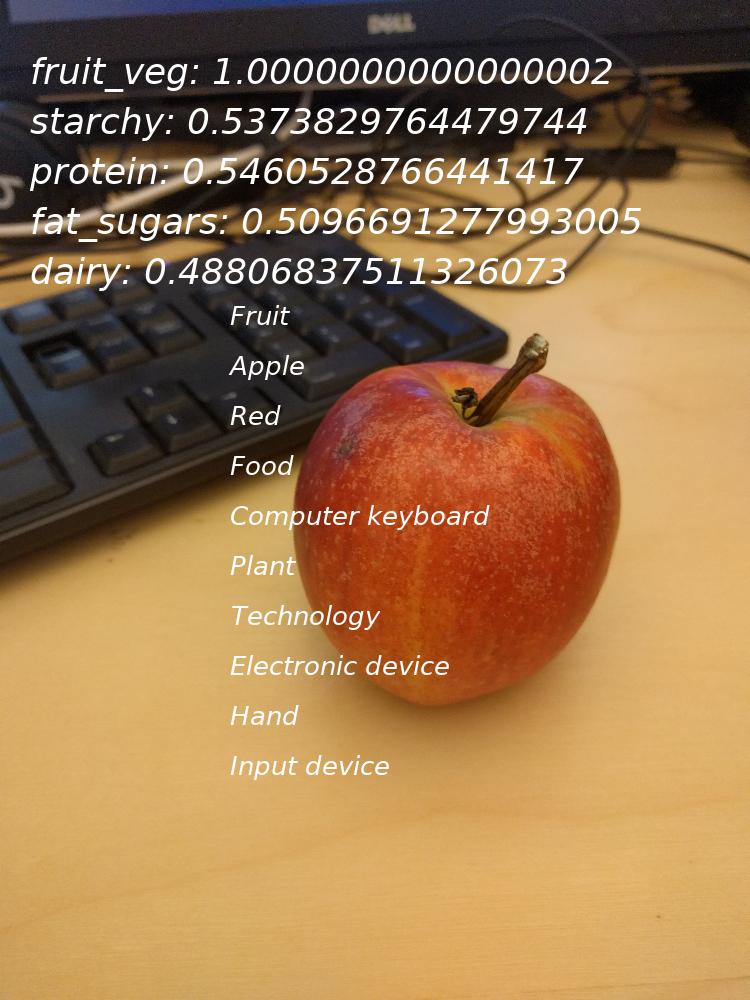 DELL
fruit_veg: 1.0000000000000002
starchy: 0.5373829764479744
protein: 0.5460528766441417
fat_sugars: 0.5096691277993005
dairy: 0.48806837511326073
Fruit
Apple
Red
Food
Computer keyboard
Plant
Technology
Electronic device
Hand
Input device